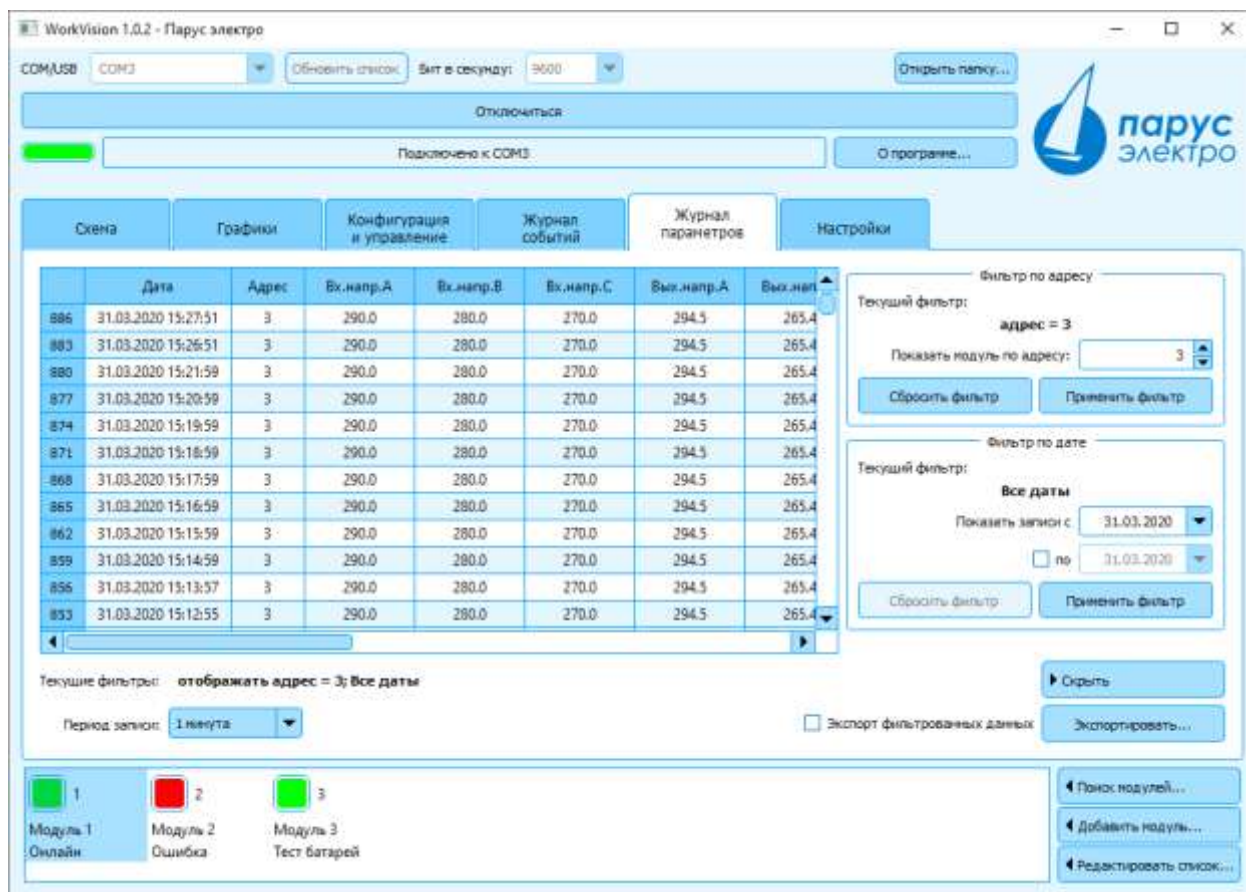 WorkVision 1.0.2 - Парус электро
COM/USB COM3 Обновить список Бит в секунду: 9600 Открыть папку...
Отключиться
парус
электро
Подключено к COM3 О программе...
Схема Графики Конфигурация и управление Журнал событий Журнал параметров Настройки
Дата Адрес Вх.напр.А Вх.напр.В Вх.напр.С Вых.напр.А Вых.нап
886 31.03.2020 15:27:51 3 290.0 280.0 270.0 294.5 265.4
883 31.03.2020 15:26:51 3 290.0 280.0 270.0 294.5 265.4
880 31.03.2020 15:21:59 3 290.0 280.0 270.0 294.5 265.4
877 31.03.2020 15:20:59 3 290.0 280.0 270.0 294.5 265.4
874 31.03.2020 15:19:59 3 290.0 280.0 270.0 294.5 265.4
871 31.03.2020 15:18:59 3 290.0 280.0 270.0 294.5 265.4
868 31.03.2020 15:17:59 3 290.0 280.0 270.0 294.5 265.4
865 31.03.2020 15:16:59 3 290.0 280.0 270.0 294.5 265.4
862 31.03.2020 15:15:59 3 290.0 280.0 270.0 294.5 265.4
859 31.03.2020 15:14:59 3 290.0 280.0 270.0 294.5 265.4
856 31.03.2020 15:13:57 3 290.0 280.0 270.0 294.5 265.4
853 31.03.2020 15:12:55 3 290.0 280.0 270.0 294.5 265.4
Фильтр по адресу
Текущий фильтр:
адрес = 3
Показать модуль по адресу: 3
Сбросить фильтр Применить фильтр
Фильтр по дате
Текущий фильтр:
Все даты
Показать записи с 31.03.2020
по 31.03.2020
Сбросить фильтр Применить фильтр
Текущие фильтры: отображать адрес = 3; Все даты
Скрыть
Период записи: 1 минута Экспорт фильтрованных данных Экспортировать...
1 2 3
Модуль 1 Модуль 2 Модуль 3
Онлайн Ошибка Тест батарей
Поиск модулей...
Добавить модуль...
Редактировать список...